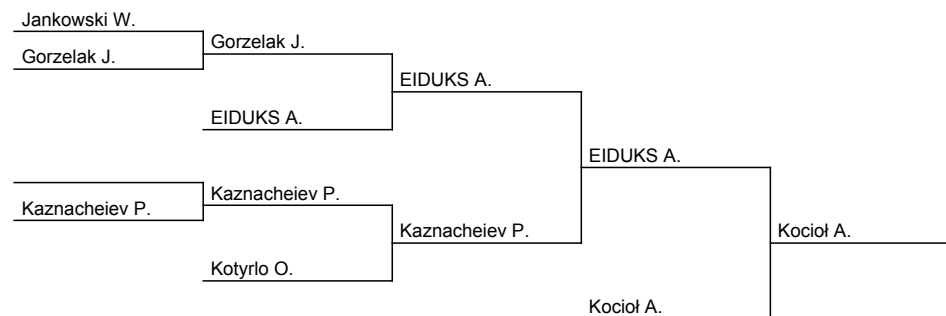 Jankowski W.
Gorzelak J.
Gorzelak J.
EIDUKS A.
EIDUKS A.
EIDUKS A.
Kaznacheiev P.
Kaznacheiev P.
Kaznacheiev P.
Kocioł A.
Kotyrlo O.
Kocioł A.